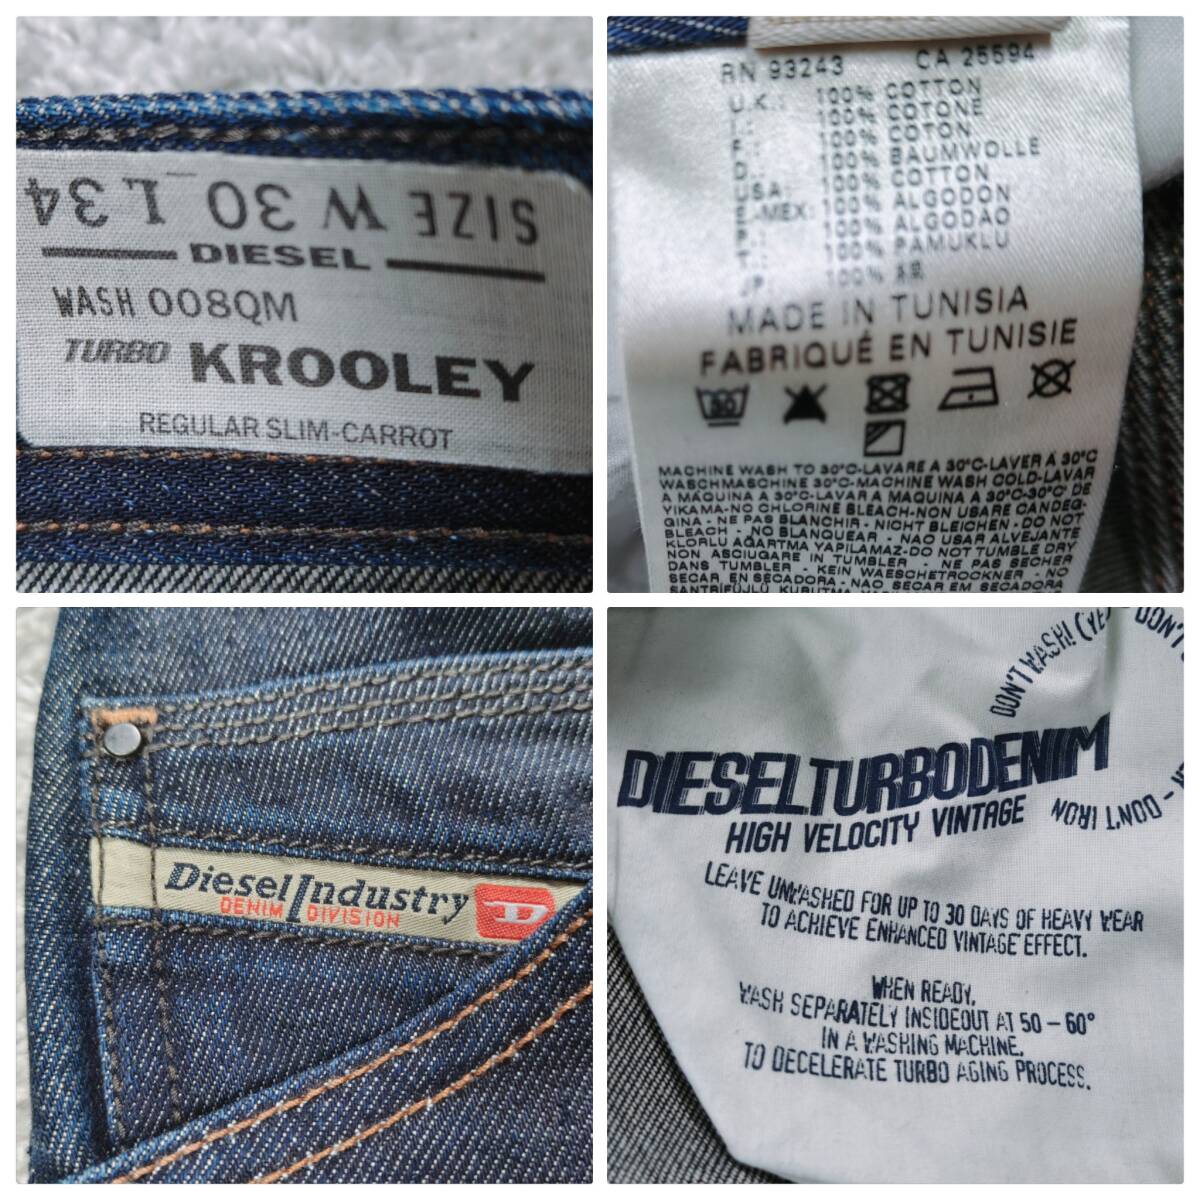 SIZE W 30 L 34
DIESEL
WASH 008QM
TURBO KROOLEY
REGULAR SLIM-CARROT
RN 93243 CA 25594
U.K.: 100% COTTON
100% COTONE
100% COTON
D.: 100% BAUMWOLLE
USA: 100% COTTON
E.-MEX: 100% ALGODON
P.: 100% ALGODAO
T.: 100% PAMUKLU
JP: 100%
MADE IN TUNISIA
FABRIQUÉ EN TUNISIE
30
MACHINE WASH TO 30°C-LAVARE A 30°C-LAVER A 30°C
WASCHMASCHINE 30°C-MACHINE WASH COLD-LAVAR
A MAQUINA A 30°C-LAVAR A MAQUINA A 30°C-30°C' DE
YIKAMA-NO CHLORINE BLEACH-NON USARE CANDEG-
GINA - NE PAS BLANCHIR - NICHT BLEICHEN - DO NOT
BLEACH - NO BLANQUEAR - NAO USAR ALVEJANTE
KLORLU AĞARTMA YAPILAMAZ-DO NOT TUMBLE DRY
NON ASCIUGARE IN TUMBLER - NE PAS SECHER
DANS TUMBLER - KEIN WAESCHETROCKNER - NO
SECAR EN SECADORA - NAO SECAR EM SECADORA
Diesel Industry
DENIM DIVISION
D
DON'T WASH! (YET
DON'T
DON'T IRON -
DIESELTURBODENIM
HIGH VELOCITY VINTAGE
LEAVE UNWASHED FOR UP TO 30 DAYS OF HEAVY WEAR
TO ACHIEVE ENHANCED VINTAGE EFFECT.
WHEN READY,
WASH SEPARATELY INSIDEOUT AT 50 – 60°
IN A WASHING MACHINE.
TO DECELERATE TURBO AGING PROCESS.